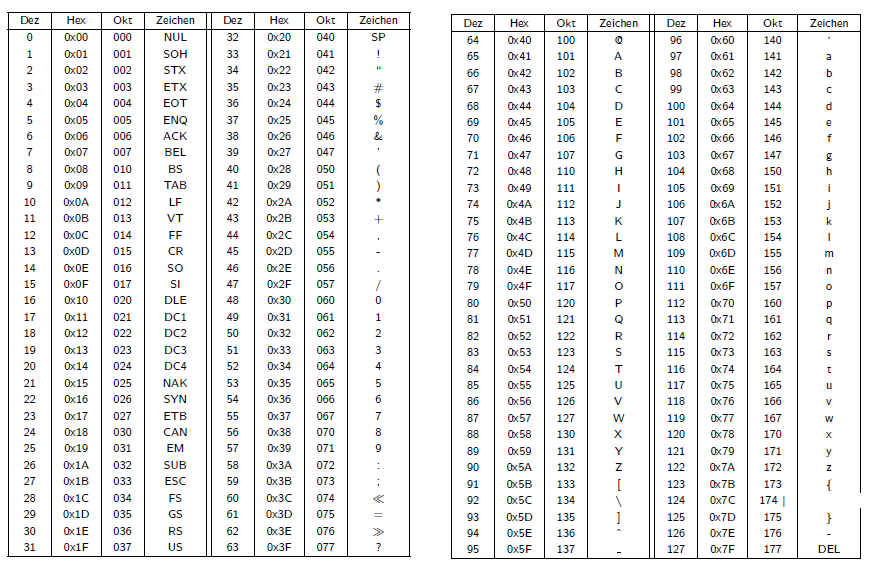 Dez Hex Okt Zeichen Dez Hex Okt Zeichen
0 0x00 000 NUL 32 0x20 040 SP
1 0x01 001 SOH 33 0x21 041 !
2 0x02 002 STX 34 0x22 042 “
3 0x03 003 ETX 35 0x23 043 #
4 0x04 004 EOT 36 0x24 044 $
5 0x05 005 ENQ 37 0x25 045 %
6 0x06 006 ACK 38 0x26 046 &
7 0x07 007 BEL 39 0x27 047 '
8 0x08 010 BS 40 0x28 050 (
9 0x09 011 TAB 41 0x29 051 )
10 0x0A 012 LF 42 0x2A 052 *
11 0x0B 013 VT 43 0x2B 053 +
12 0x0C 014 FF 44 0x2C 054 ,
13 0x0D 015 CR 45 0x2D 055 -
14 0x0E 016 SO 46 0x2E 056 .
15 0x0F 017 SI 47 0x2F 057 /
16 0x10 020 DLE 48 0x30 060 0
17 0x11 021 DC1 49 0x31 061 1
18 0x12 022 DC2 50 0x32 062 2
19 0x13 023 DC3 51 0x33 063 3
20 0x14 024 DC4 52 0x34 064 4
21 0x15 025 NAK 53 0x35 065 5
22 0x16 026 SYN 54 0x36 066 6
23 0x17 027 ETB 55 0x37 067 7
24 0x18 030 CAN 56 0x38 070 8
25 0x19 031 EM 57 0x39 071 9
26 0x1A 032 SUB 58 0x3A 072 :
27 0x1B 033 ESC 59 0x3B 073 ;
28 0x1C 034 FS 60 0x3C 074 ≪
29 0x1D 035 GS 61 0x3D 075 =
30 0x1E 036 RS 62 0x3E 076 ≫
31 0x1F 037 US 63 0x3F 077 ?
Dez Hex Okt Zeichen Dez Hex Okt Zeichen
64 0x40 100 @ 96 0x60 140 ‘
65 0x41 101 A 97 0x61 141 a
66 0x42 102 B 98 0x62 142 b
67 0x43 103 C 99 0x63 143 c
68 0x44 104 D 100 0x64 144 d
69 0x45 105 E 101 0x65 145 e
70 0x46 106 F 102 0x66 146 f
71 0x47 107 G 103 0x67 147 g
72 0x48 110 H 104 0x68 150 h
73 0x49 111 I 105 0x69 151 i
74 0x4A 112 J 106 0x6A 152 j
75 0x4B 113 K 107 0x6B 153 k
76 0x4C 114 L 108 0x6C 154 l
77 0x4D 115 M 109 0x6D 155 m
78 0x4E 116 N 110 0x6E 156 n
79 0x4F 117 O 111 0x6F 157 o
80 0x50 120 P 112 0x70 160 p
81 0x51 121 Q 113 0x71 161 q
82 0x52 122 R 114 0x72 162 r
83 0x53 123 S 115 0x73 163 s
84 0x54 124 T 116 0x74 164 t
85 0x55 125 U 117 0x75 165 u
86 0x56 126 V 118 0x76 166 v
87 0x57 127 W 119 0x77 167 w
88 0x58 130 X 120 0x78 170 x
89 0x59 131 Y 121 0x79 171 y
90 0x5A 132 Z 122 0x7A 172 z
91 0x5B 133 [ 123 0x7B 173 {
92 0x5C 134 \ 124 0x7C 174 |
93 0x5D 135 ] 125 0x7D 175 }
94 0x5E 136 ˆ 126 0x7E 176 -
95 0x5F 137 _ 127 0x7F 177 DEL